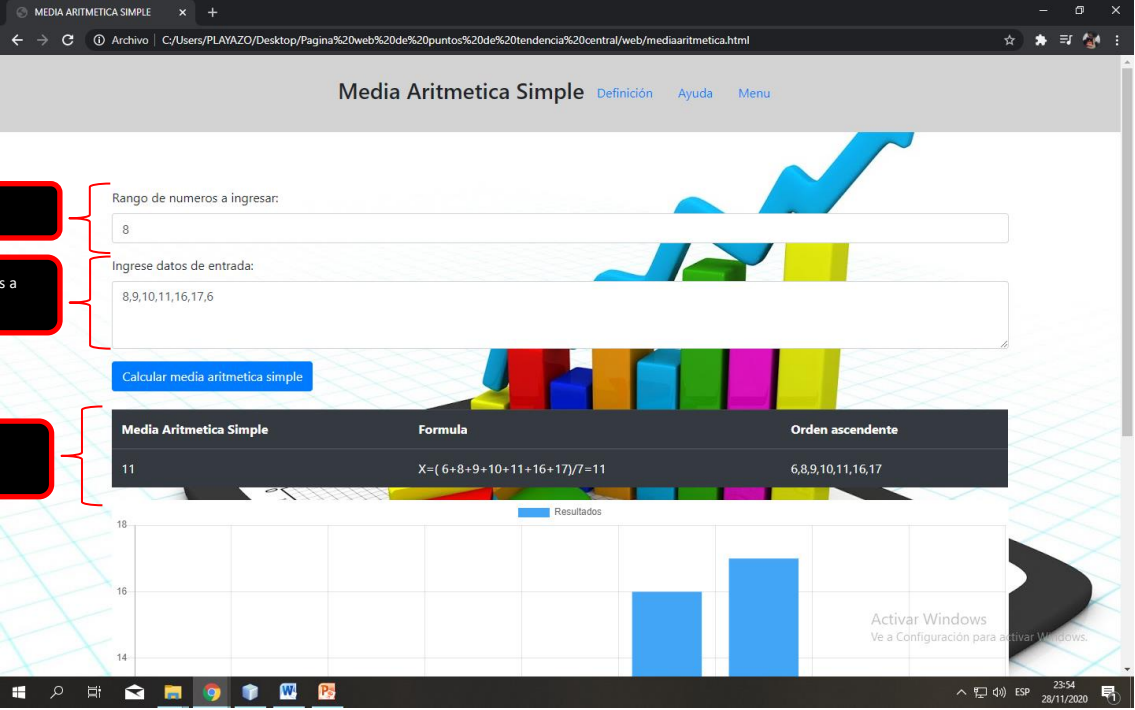 MEDIA ARITMETICA SIMPLE
Archivo C:/Users/PLAYAZO/Desktop/Pagina%20web%20de%20puntos%20de%20tendencia%20central/web/mediaaritmetica.html
Media Aritmetica Simple Definición Ayuda Menu
Rango de numeros a ingresar:
8
Ingrese datos de entrada:
s a
8,9,10,11,16,17,6
Calcular media aritmetica simple
Media Aritmetica Simple Formula Orden ascendente
11 X=( 6+8+9+10+11+16+17)/7=11 6,8,9,10,11,16,17
Resultados
18
16
14
Activar Windows
Ve a Configuración para activar Windows.
ESP
23:54
28/11/2020
1